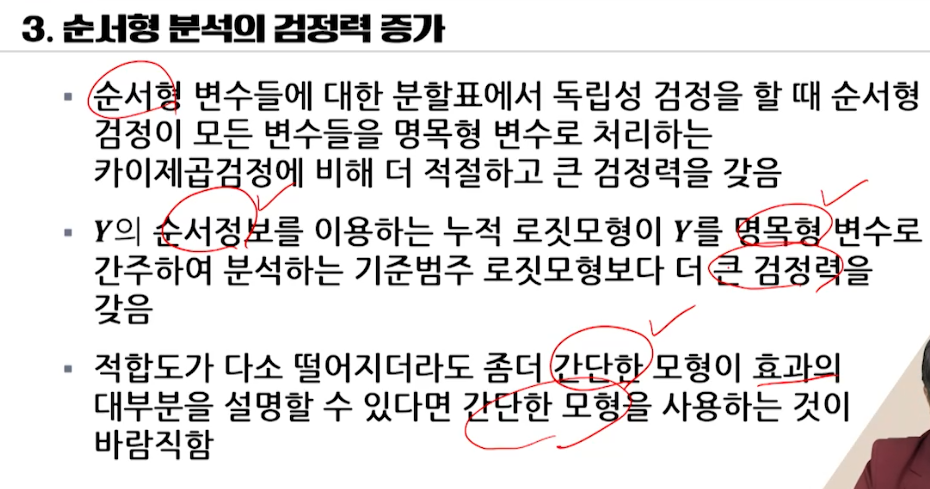 3. 순서형 분석의 검정력 증가
▪ 순서형 변수들에 대한 분할표에서 독립성 검정을 할 때 순서형
검정이 모든 변수들을 명목형 변수로 처리하는
카이제곱검정에 비해 더 적절하고 큰 검정력을 갖음
▪ Y의 순서정보를 이용하는 누적 로짓모형이 Y를 명목형 변수로
간주하여 분석하는 기준범주 로짓모형보다 더 큰 검정력을
갖음
▪ 적합도가 다소 떨어지더라도 좀더 간단한 모형이 효과의
대부분을 설명할 수 있다면 간단한 모형을 사용하는 것이
바람직함